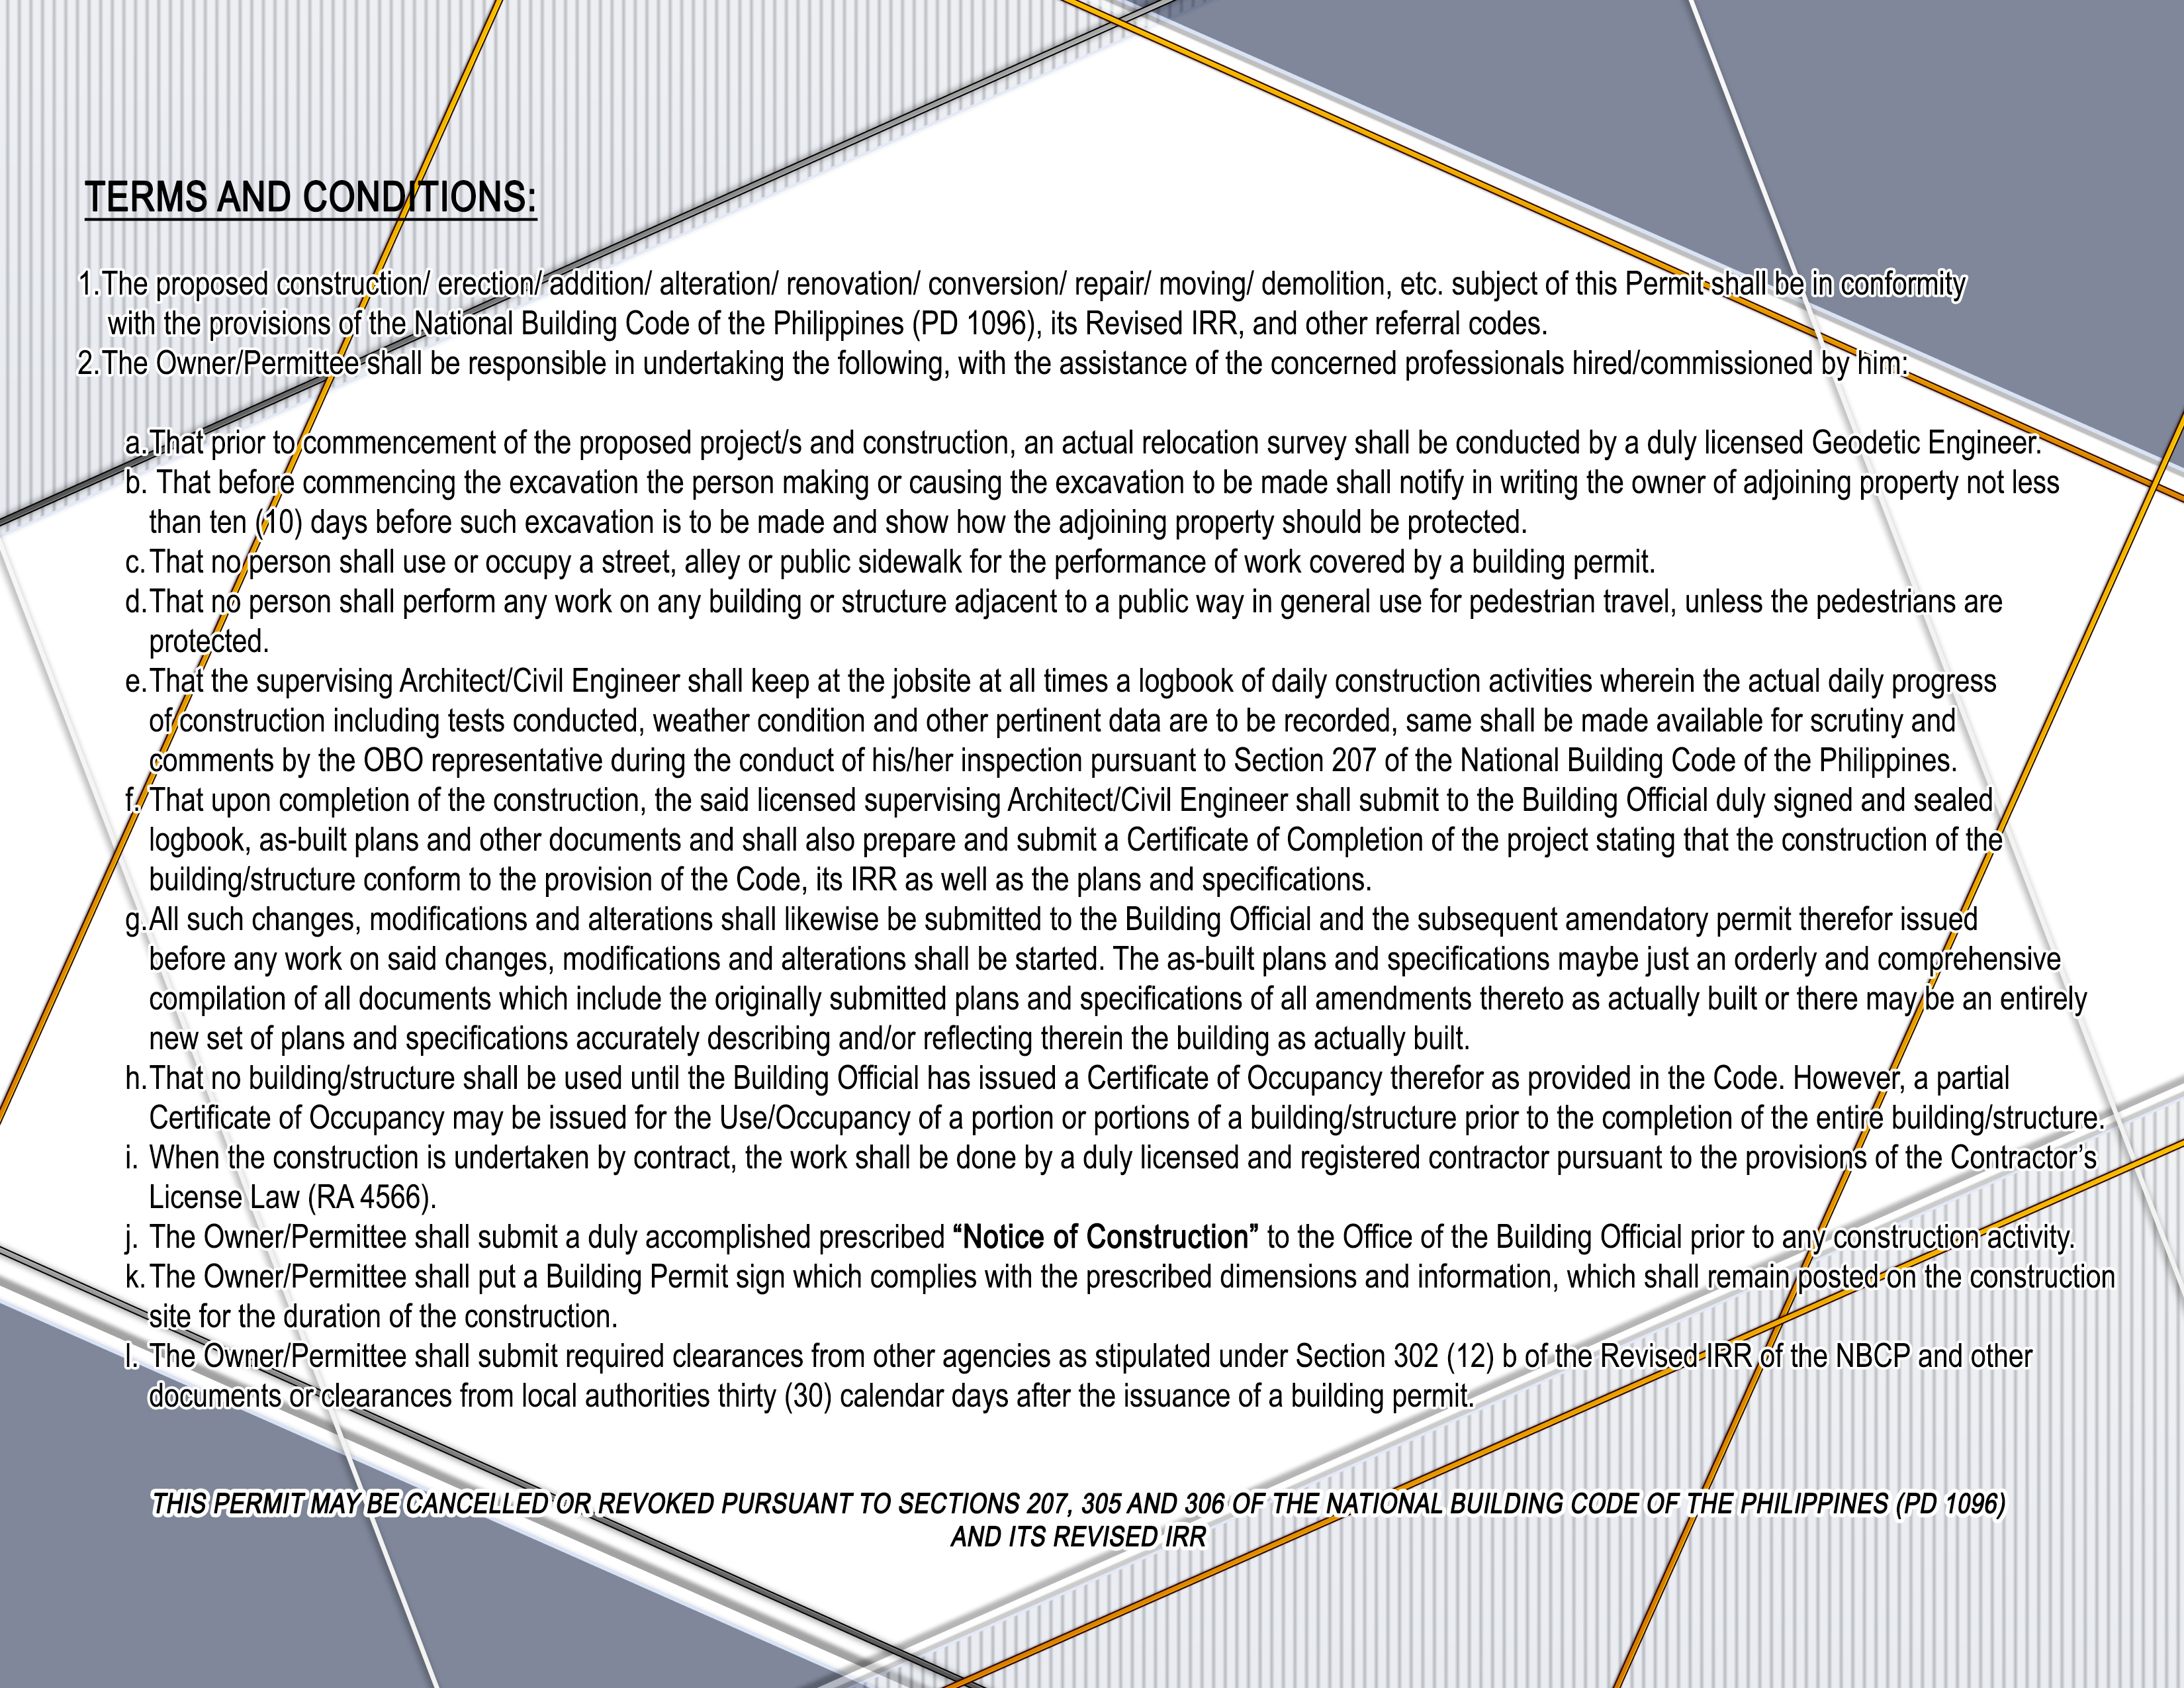 TERMS AND CONDITIONS:
1.The proposed construction/ erection/ addition/ alteration/ renovation/ conversion/ repair/ moving/ demolition, etc. subject of this Permit shall be in conformity
with the provisions of the National Building Code of the Philippines (PD 1096), its Revised IRR, and other referral codes.
2.The Owner/Permittee shall be responsible in undertaking the following, with the assistance of the concerned professionals hired/commissioned by him:
a.That prior to commencement of the proposed project/s and construction, an actual relocation survey shall be conducted by a duly licensed Geodetic Engineer.
b. That before commencing the excavation the person making or causing the excavation to be made shall notify in writing the owner of adjoining property not less
than ten (10) days before such excavation is to be made and show how the adjoining property should be protected.
c. That no person shall use or occupy a street, alley or public sidewalk for the performance of work covered by a building permit.
d.That no person shall perform any work on any building or structure adjacent to a public way in general use for pedestrian travel, unless the pedestrians are
protected.
e.That the supervising Architect/Civil Engineer shall keep at the jobsite at all times a logbook of daily construction activities wherein the actual daily progress
of construction including tests conducted, weather condition and other pertinent data are to be recorded, same shall be made available for scrutiny and
comments by the OBO representative during the conduct of his/her inspection pursuant to Section 207 of the National Building Code of the Philippines.
f. That upon completion of the construction, the said licensed supervising Architect/Civil Engineer shall submit to the Building Official duly signed and sealed
logbook, as-built plans and other documents and shall also prepare and submit a Certificate of Completion of the project stating that the construction of the
building/structure conform to the provision of the Code, its IRR as well as the plans and specifications.
g.All such changes, modifications and alterations shall likewise be submitted to the Building Official and the subsequent amendatory permit therefor issued
before any work on said changes, modifications and alterations shall be started. The as-built plans and specifications maybe just an orderly and comprehensive
compilation of all documents which include the originally submitted plans and specifications of all amendments thereto as actually built or there may be an entirely
new set of plans and specifications accurately describing and/or reflecting therein the building as actually built.
h.That no building/structure shall be used until the Building Official has issued a Certificate of Occupancy therefor as provided in the Code. However, a partial
Certificate of Occupancy may be issued for the Use/Occupancy of a portion or portions of a building/structure prior to the completion of the entire building/structure.
i. When the construction is undertaken by contract, the work shall be done by a duly licensed and registered contractor pursuant to the provisions of the Contractor’s
License Law (RA 4566).
j. The Owner/Permittee shall submit a duly accomplished prescribed “Notice of Construction” to the Office of the Building Official prior to any construction activity.
k.The Owner/Permittee shall put a Building Permit sign which complies with the prescribed dimensions and information, which shall remain posted on the construction
site for the duration of the construction.
l. The Owner/Permittee shall submit required clearances from other agencies as stipulated under Section 302 (12) b of the Revised IRR of the NBCP and other
documents or clearances from local authorities thirty (30) calendar days after the issuance of a building permit.
THIS PERMIT MAY BE CANCELLED OR REVOKED PURSUANT TO SECTIONS 207, 305 AND 306 OF THE NATIONAL BUILDING CODE OF THE PHILIPPINES (PD 1096)
AND ITS REVISED IRR